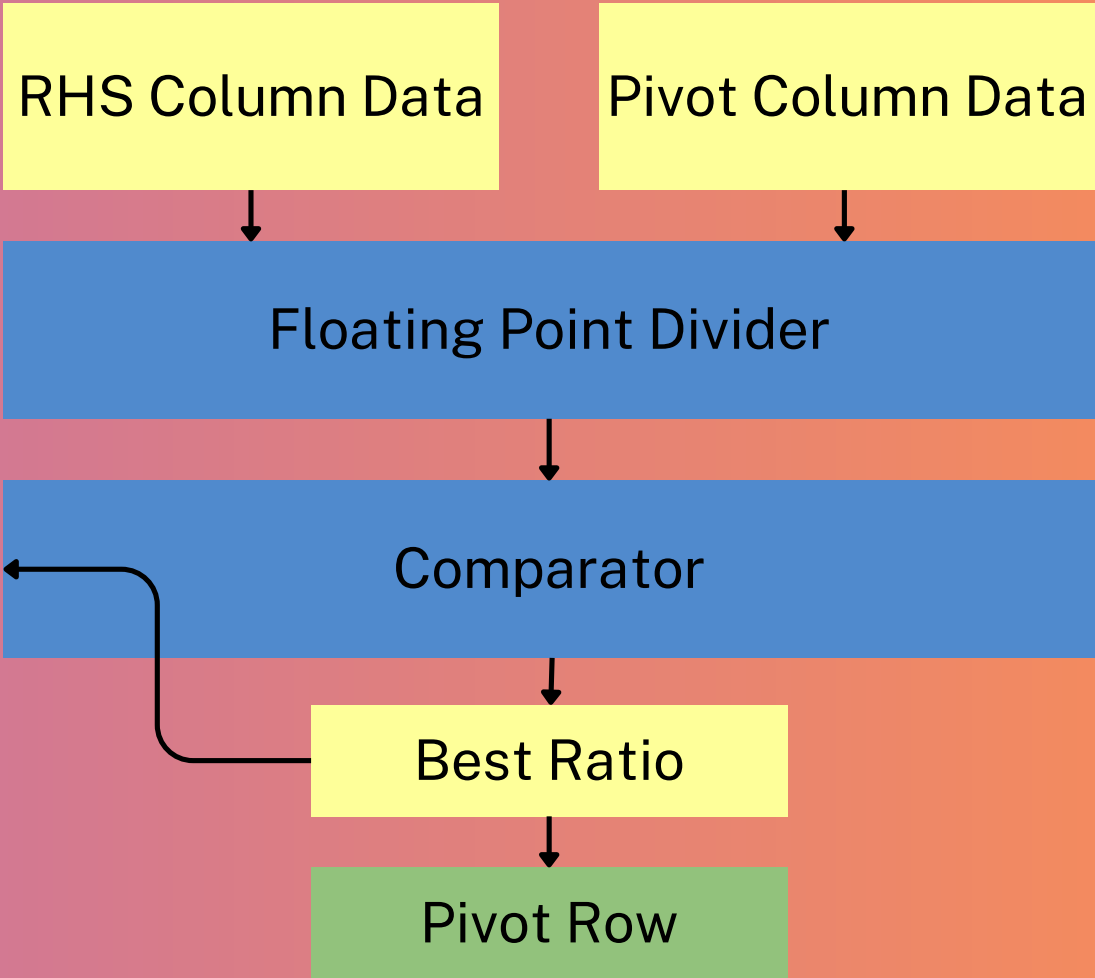 RHS Column Data
Pivot Column Data
Floating Point Divider
Comparator
Best Ratio
Pivot Row